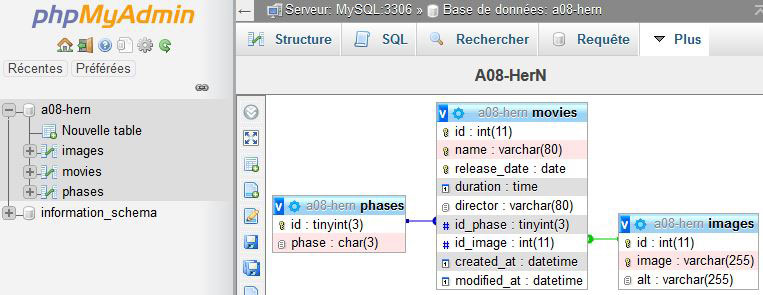 phpMyAdmin
Récentes Préférées
a08-hern
Nouvelle table
images
movies
phases
information_schema
Serveur: MySQL:3306 » Base de données: a08-hern
Structure SQL Rechercher Requête Plus
A08-HerN
a08-hern phases
id : tinyint(3)
phase : char(3)
a08-hern movies
id : int(11)
name : varchar(80)
release_date : date
duration : time
director : varchar(80)
id_phase : tinyint(3)
id_image : int(11)
created_at : datetime
modified_at : datetime
a08-hern images
id : int(11)
image : varchar(255)
alt : varchar(255)